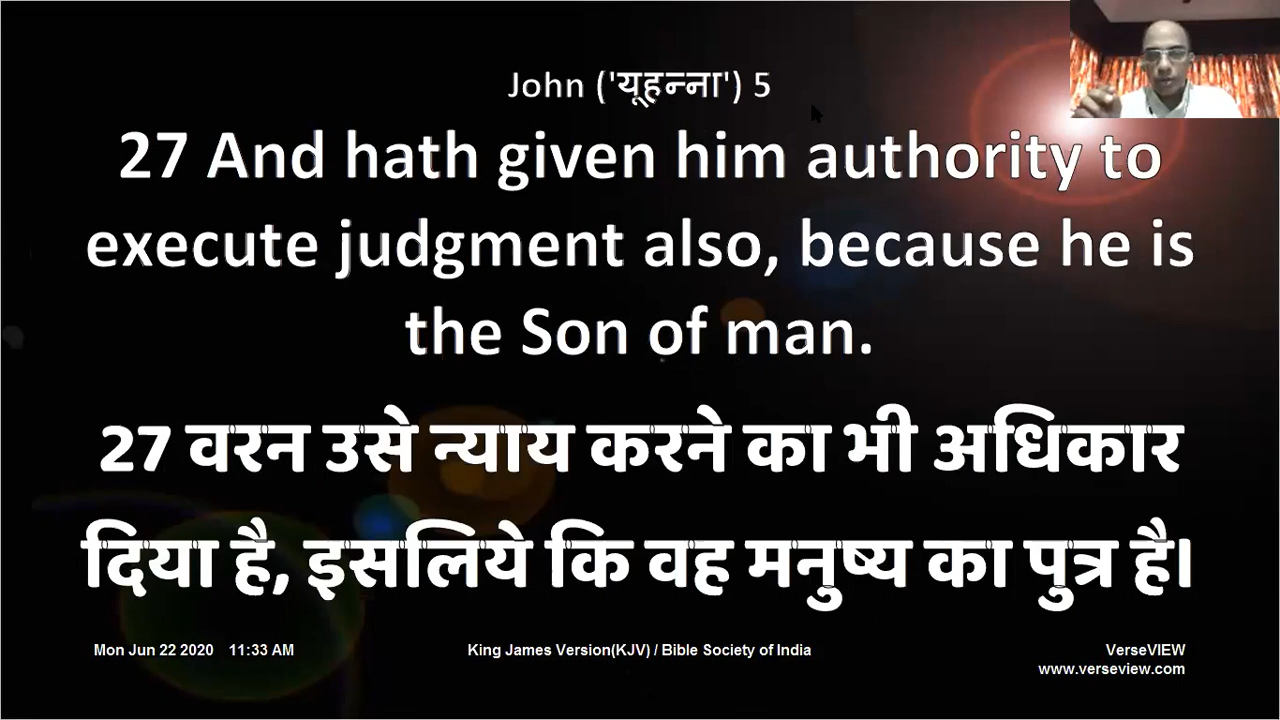 John ('यूहन्ना') 5
27 And hath given him authority to
execute judgment also, because he is
the Son of man.
27 वरन उसे न्याय करने का भी अधिकार
दिया है, इसलिये कि वह मनुष्य का पुत्र है।
Mon Jun 22 2020 11:33 AM
King James Version(KJV) / Bible Society of India
VerseVIEW
www.verseview.com